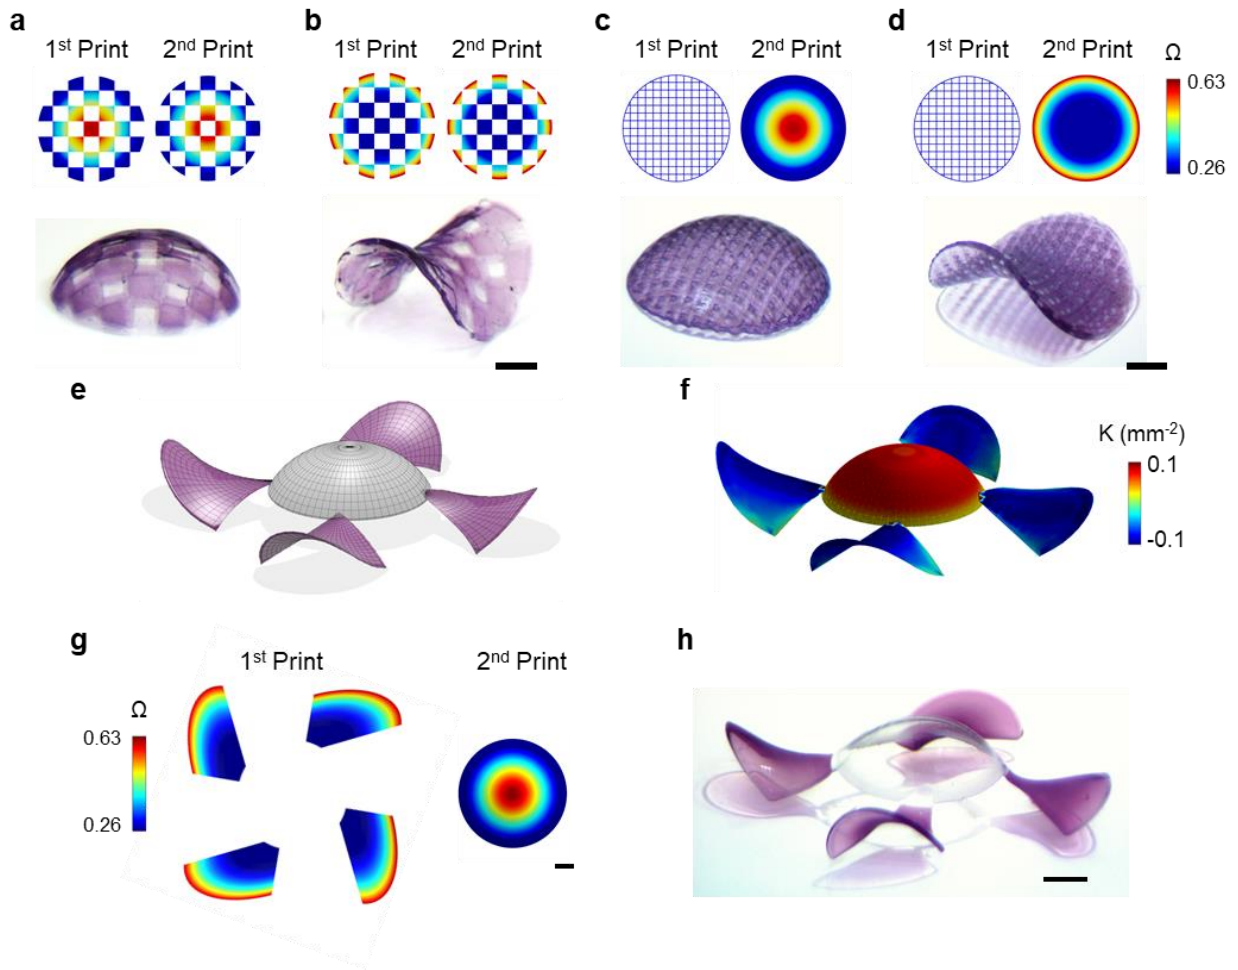 a
1st Print 2nd Print
b
1st Print 2nd Print
c
1st Print 2nd Print
d
1st Print 2nd Print
Ω
0.63
0.26
e
f
K (mm-2)
0.1
-0.1
g
1st Print
2nd Print
Ω
0.63
0.26
h